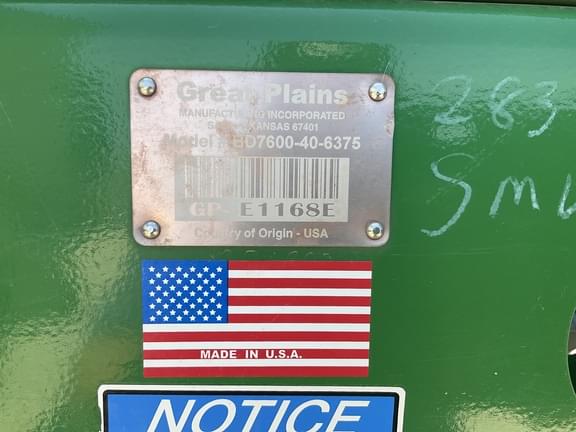 Great Plains
MANUFACTURING INCORPORATED
KANSAS 67401
Model BD7600-40-6375
GP- E1168E
Country of Origin - USA
283
MADE IN U.S.A.
NOTICE